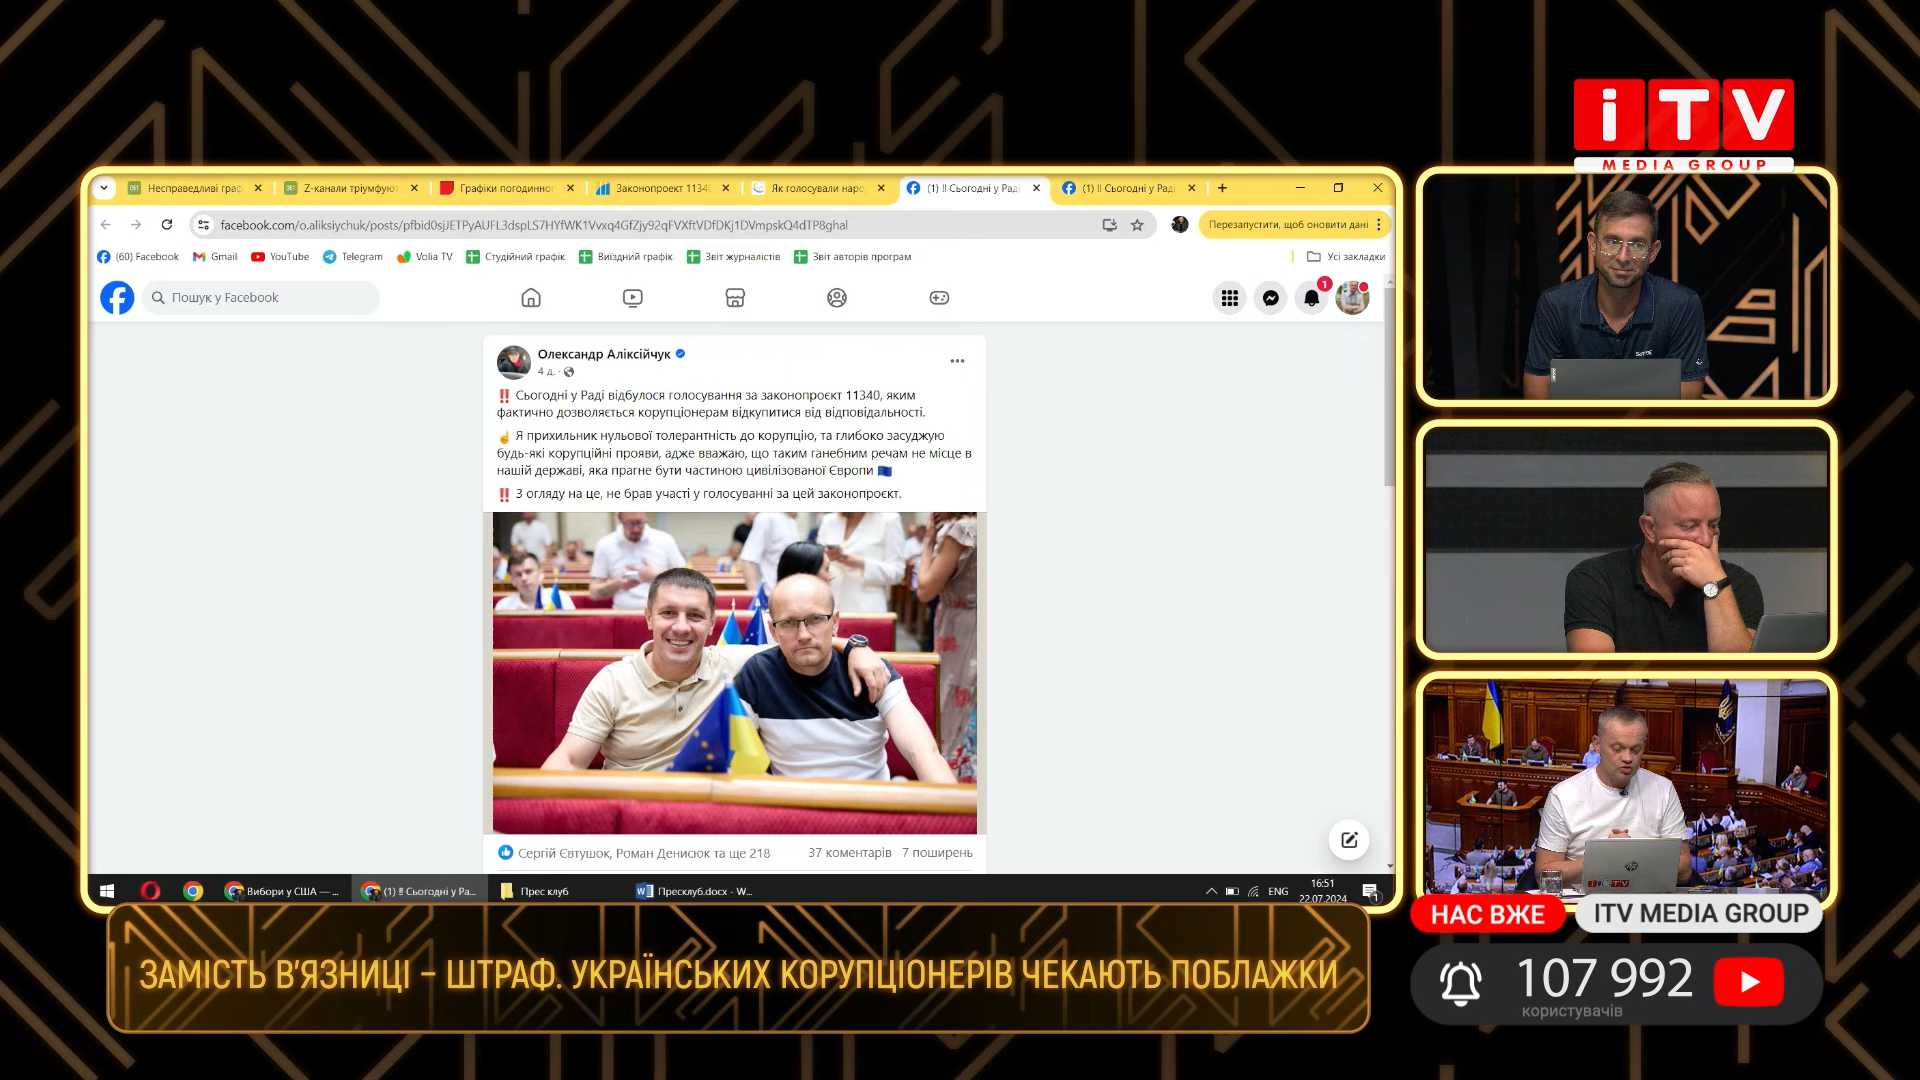 iTV
MEDIA GROUP
Несправедливі граф
Z-канали тріумфуют
Графіки погодинног
Законопроект 1134
Як голосували наро
(1) ‼ Сьогодні у Рад
(1) ‼ Сьогодні у Рад
facebook.com/o.aliksiychuk/posts/pfbid0sjJETPyAUFL3dspLS7HYfWK1Vvxq4GfZjy92qFVXftVDfDKj1DVmpskQ4dTP8ghal
Перезапустити, щоб оновити дані
(60) Facebook
Gmail
YouTube
Telegram
Volia TV
Студійний графік
Виїздний графік
Звіт журналістів
Звіт авторів програм
Усі закладки
Пошук у Facebook
1
Олександр Аліксійчук
4 д. ·
‼ Сьогодні у Раді відбулося голосування за законопроєкт 11340, яким
фактично дозволяється корупціонерам відкупитися від відповідальності.
☝ Я прихильник нульової толерантність до корупцію, та глибоко засуджую
будь-які корупційні прояви, адже вважаю, що таким ганебним речам не місце в
нашій державі, яка прагне бути частиною цивілізованої Європи 🇪🇺
‼ З огляду на це, не брав участі у голосуванні за цей законопроєкт.
Сергій Євтушок, Роман Денисюк та ще 218
37 коментарів
7 поширень
Вибори у США — ...
(1) ‼ Сьогодні у Ра...
Прес клуб
Пресклуб.docx - W...
ENG
16:51
22.07.2024
1
ЗАМІСТЬ В'ЯЗНИЦІ – ШТРАФ. УКРАЇНСЬКИХ КОРУПЦІОНЕРІВ ЧЕКАЮТЬ ПОБЛАЖКИ
НАС ВЖЕ
ITV MEDIA GROUP
107 992
користувачів